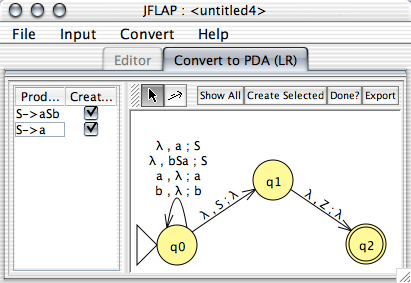 JFLAP : <untitled4>
File Input Convert Help
Editor Convert to PDA (LR)
Prod... Creat...
S->aSb
S->a
Show All Create Selected Done? Export
λ , a ; S
λ , bSa ; S
a , λ ; a
b , λ ; b
λ , S ; λ
λ , Z ; λ
q0
q1
q2